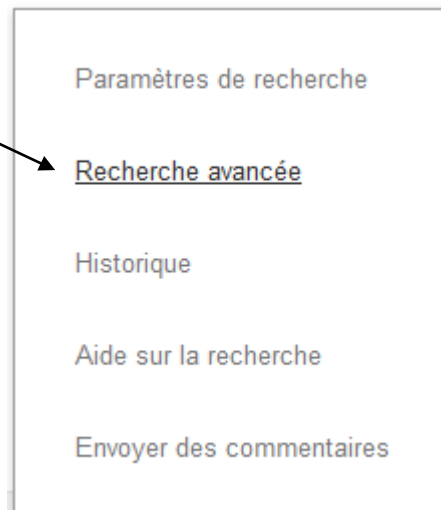 Paramètres de recherche
Recherche avancée
Historique
Aide sur la recherche
Envoyer des commentaires